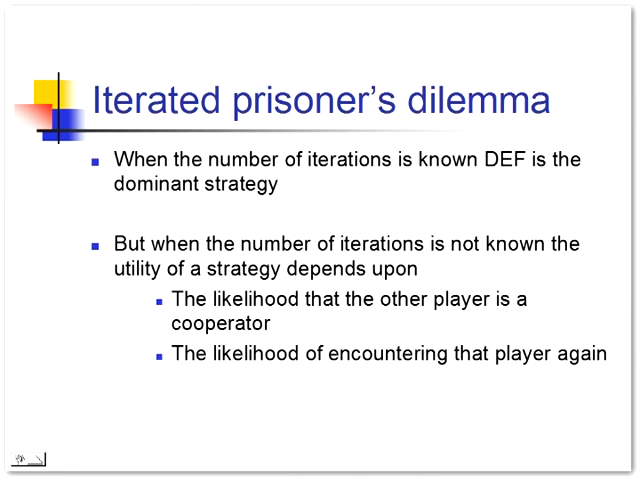 Iterated prisoner's dilemma
When the number of iterations is known DEF is the
dominant strategy
But when the number of iterations is not known the
utility of a strategy depends upon
The likelihood that the other player is a
cooperator
The likelihood of encountering that player again